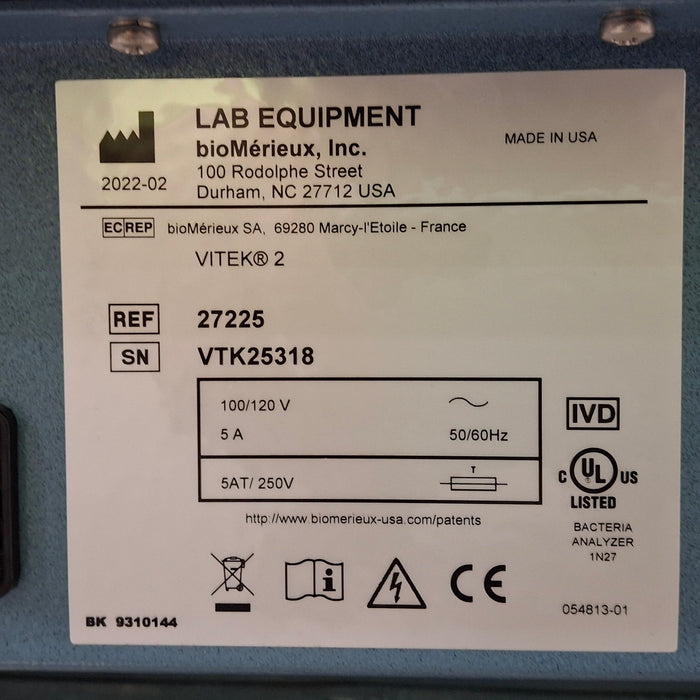 LAB EQUIPMENT
bioMérieux, Inc.
100 Rodolphe Street
Durham, NC 27712 USA
MADE IN USA
2022-02
EC REP bioMérieux SA, 69280 Marcy-l'Etoile - France
VITEK® 2
REF 27225
SN VTK25318
100/120 V
5 A 50/60Hz
5AT/ 250V T
IVD
C UL US
LISTED
BACTERIA
ANALYZER
1N27
http://www.biomerieux-usa.com/patents
i
CE
054813-01
BK 9310144